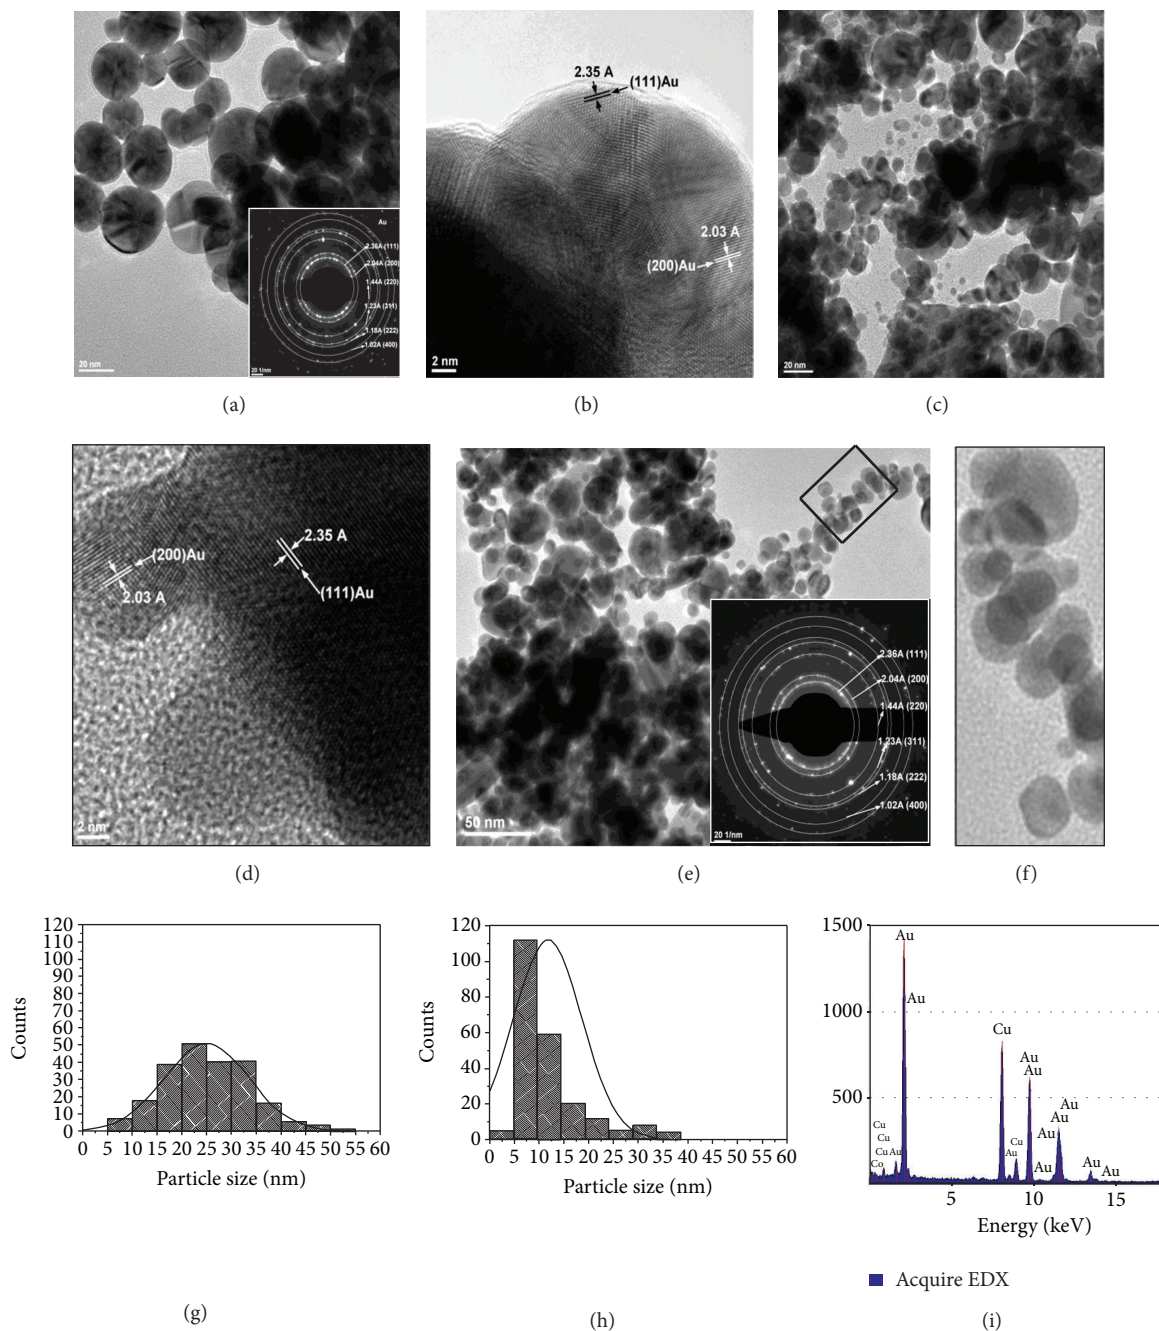 Au
2.36A (111)
2.04A (200)
1.44A (220)
1.23A (311)
1.18A (222)
1.02A (400)
20 nm
20 1/nm
(a)
2.35 A
(111)Au
2.03 A
(200)Au
2 nm
(b)
20 nm
(c)
(200)Au
2.03 A
2.35 A
(111)Au
2 nm
(d)
2.36A (111)
2.04A (200)
1.44A (220)
1.23A (311)
1.18A (222)
1.02A (400)
50 nm
20 1/nm
(e)
(f)
120
110
100
90
80
70
60
50
40
30
20
10
0
Counts
0 5 10 15 20 25 30 35 40 45 50 55 60
Particle size (nm)
(g)
120
100
80
60
40
20
0
Counts
0 5 10 15 20 25 30 35 40 45 50 55 60
Particle size (nm)
(h)
1500
1000
500
Au
Au
Cu
Au
Au
Au
Au
Au
Au
Au
Au
Cu
Cu
Cu Au
Co
Cu
Au
5 10 15
Energy (keV)
Acquire EDX
(i)